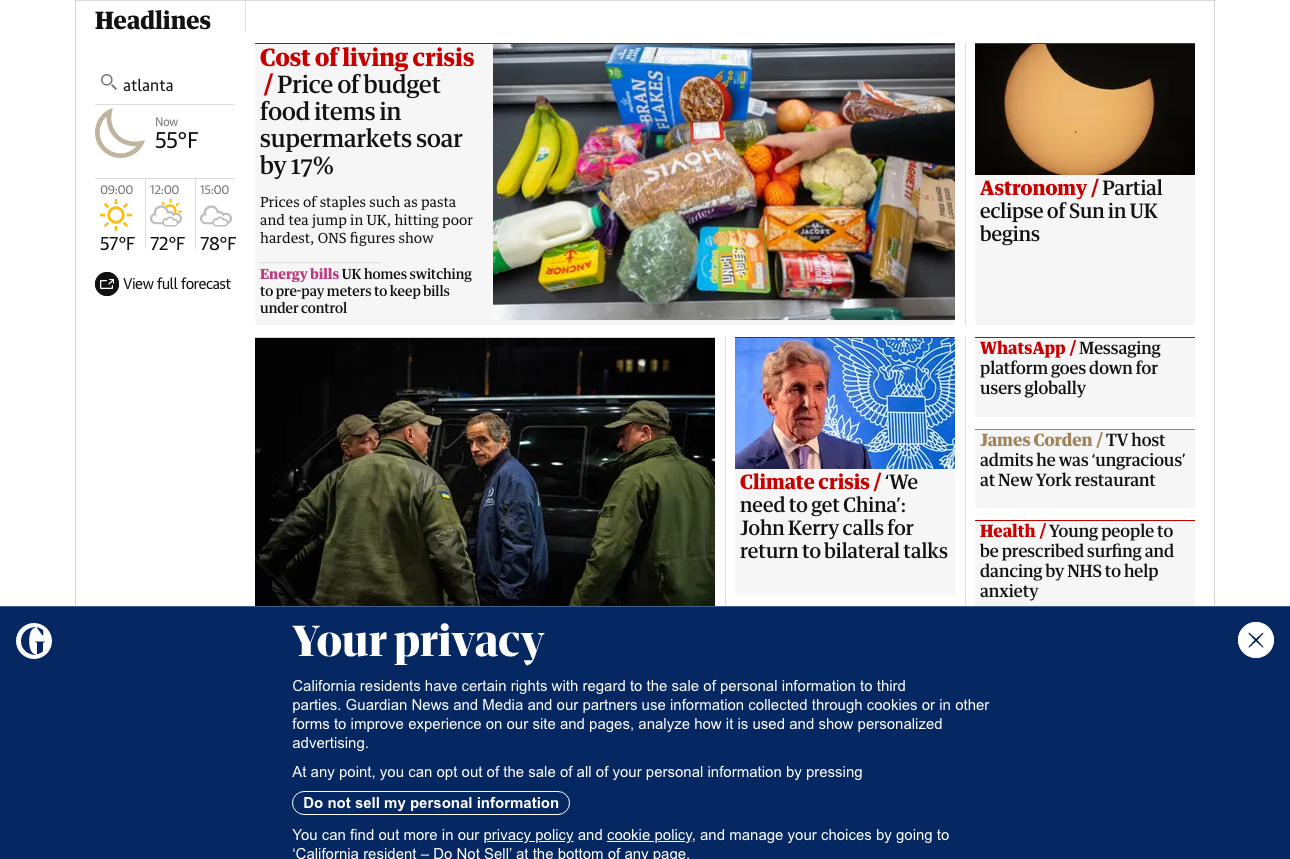 Headlines
atlanta
Now
55°F
09:00 12:00 15:00
57°F 72°F 78°F
View full forecast
Cost of living crisis
/ Price of budget
food items in
supermarkets soar
by 17%
Prices of staples such as pasta
and tea jump in UK, hitting poor
hardest, ONS figures show
Energy bills UK homes switching
to pre-pay meters to keep bills
under control
BRAN
FLAKES
HOVIS
ANCHOR
JACOB'S
LUNCH
ABLES
SPAGHETTI
Astronomy / Partial
eclipse of Sun in UK
begins
Climate crisis / ‘We
need to get China’:
John Kerry calls for
return to bilateral talks
WhatsApp / Messaging
platform goes down for
users globally
James Corden / TV host
admits he was ‘ungracious’
at New York restaurant
Health / Young people to
be prescribed surfing and
dancing by NHS to help
anxiety
G
Your privacy
California residents have certain rights with regard to the sale of personal information to third
parties. Guardian News and Media and our partners use information collected through cookies or in other
forms to improve experience on our site and pages, analyze how it is used and show personalized
advertising.
At any point, you can opt out of the sale of all of your personal information by pressing
Do not sell my personal information
You can find out more in our privacy policy and cookie policy, and manage your choices by going to
‘California resident – Do Not Sell’ at the bottom of any page.